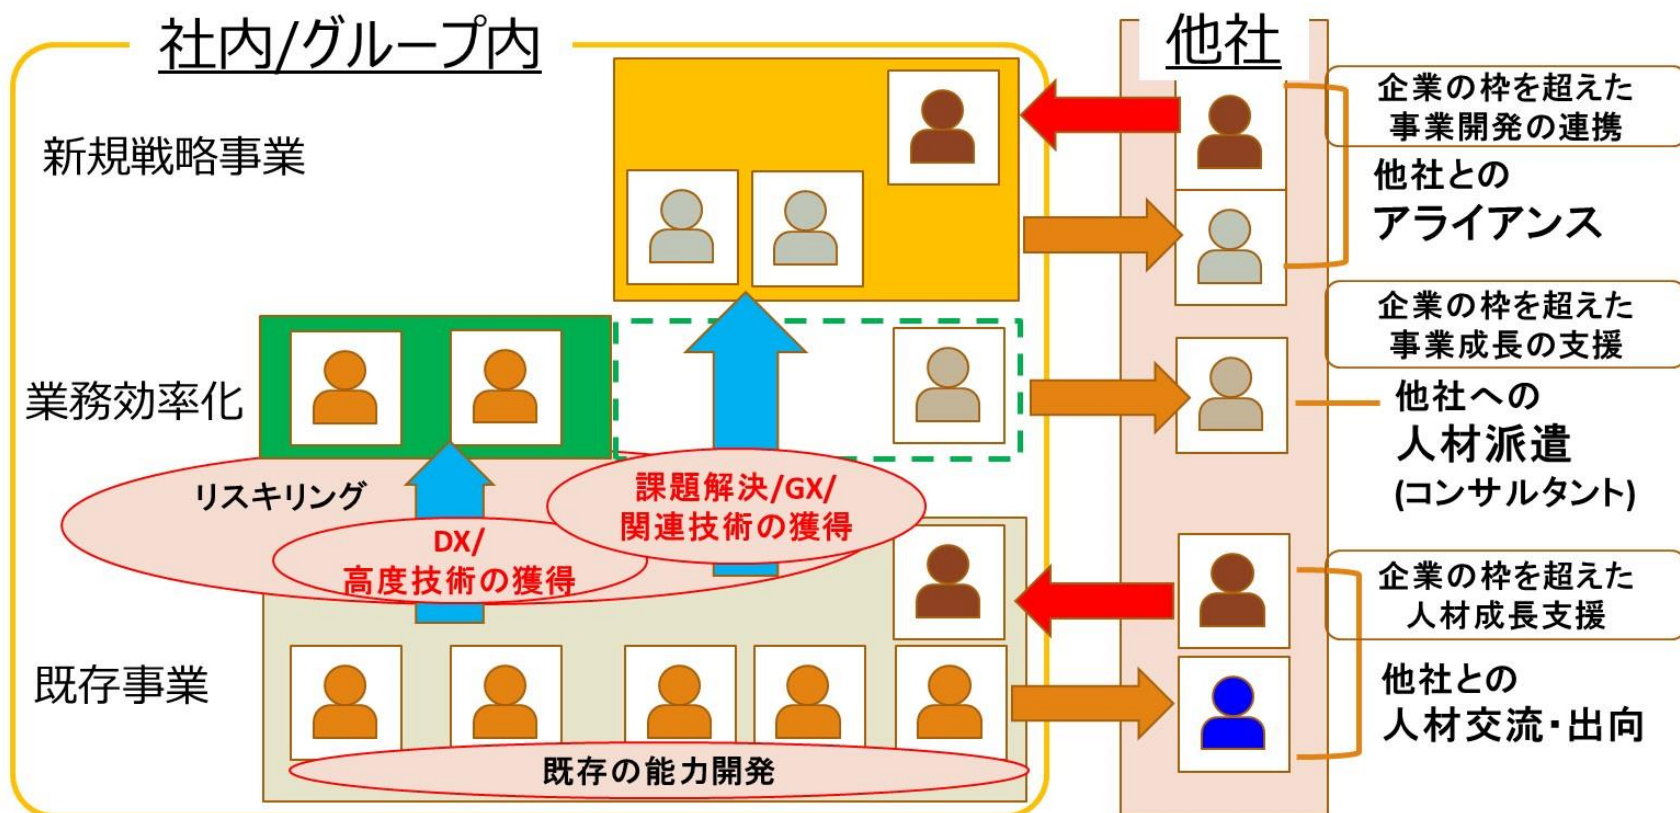 社内/グループ内
他社
新規戦略事業
企業の枠を超えた
事業開発の連携
他社との
アライアンス
業務効率化
企業の枠を超えた
事業成長の支援
他社への
人材派遣
(コンサルタント)
リスキリング
課題解決/GX/
関連技術の獲得
DX/
高度技術の獲得
既存事業
企業の枠を超えた
人材成長支援
他社との
人材交流・出向
既存の能力開発